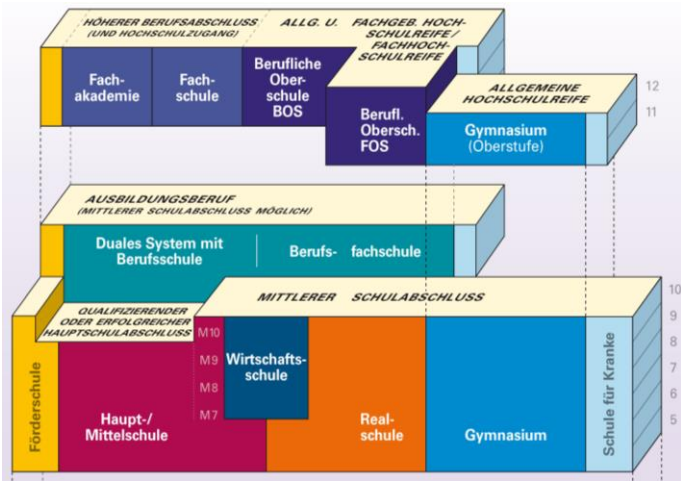 HÖHERER BERUFSABSCHLUSS
(UND HOCHSCHULZUGANG)
ALLG. U. FACHGEB. HOCH-
SCHULREIFE /
FACHHOCH-
SCHULREIFE
Fach-
akademie
Fach-
schule
Berufliche
Ober-
schule
BOS
Berufl.
Obersch.
FOS
ALLGEMEINE
HOCHSCHULREIFE
Gymnasium
(Oberstufe)
12
11
AUSBILDUNGSBERUF
(MITTLERER SCHULABSCHLUSS MÖGLICH)
Duales System mit
Berufsschule
Berufs- fachschule
QUALIFIZIERENDER
ODER ERFOLGREICHER
HAUPTSCHULABSCHLUSS
MITTLERER SCHULABSCHLUSS
Förderschule
Haupt-/
Mittelschule
M10
M9
M8
M7
Wirtschafts-
schule
Real-
schule
Gymnasium
Schule für Kranke
10
9
8
7
6
5